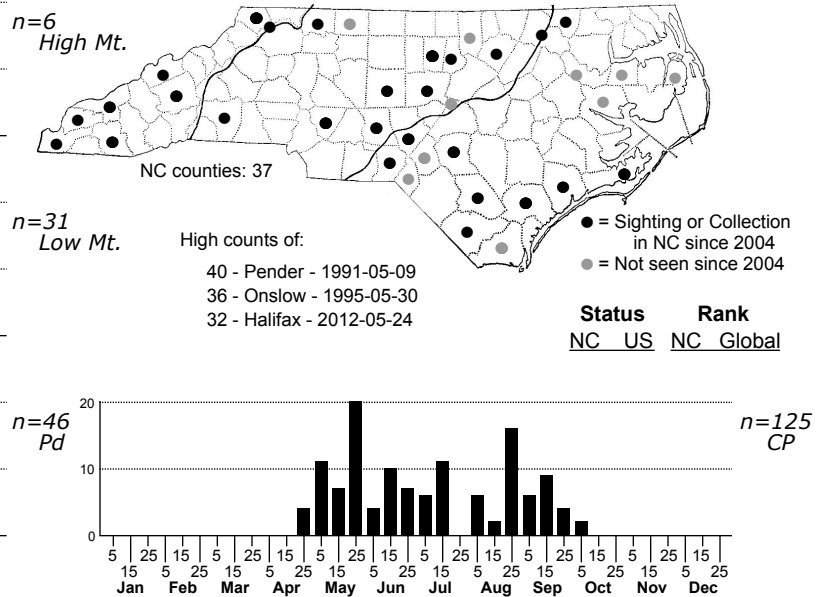 n=6
High Mt.
NC counties: 37
n=31
Low Mt.
High counts of:
40 - Pender - 1991-05-09
36 - Onslow - 1995-05-30
32 - Halifax - 2012-05-24
= Sighting or Collection
in NC since 2004
= Not seen since 2004
Status Rank
NC US NC Global
n=46
Pd
n=125
CP
20
10
0
5 25 15 5 25 15 5 25 15 5 25 15 5 25 15 5 25 15
15 5 25 15 5 25 15 5 25 15 5 25 15 5 25 15 5 25
Jan Feb Mar Apr May Jun Jul Aug Sep Oct Nov Dec